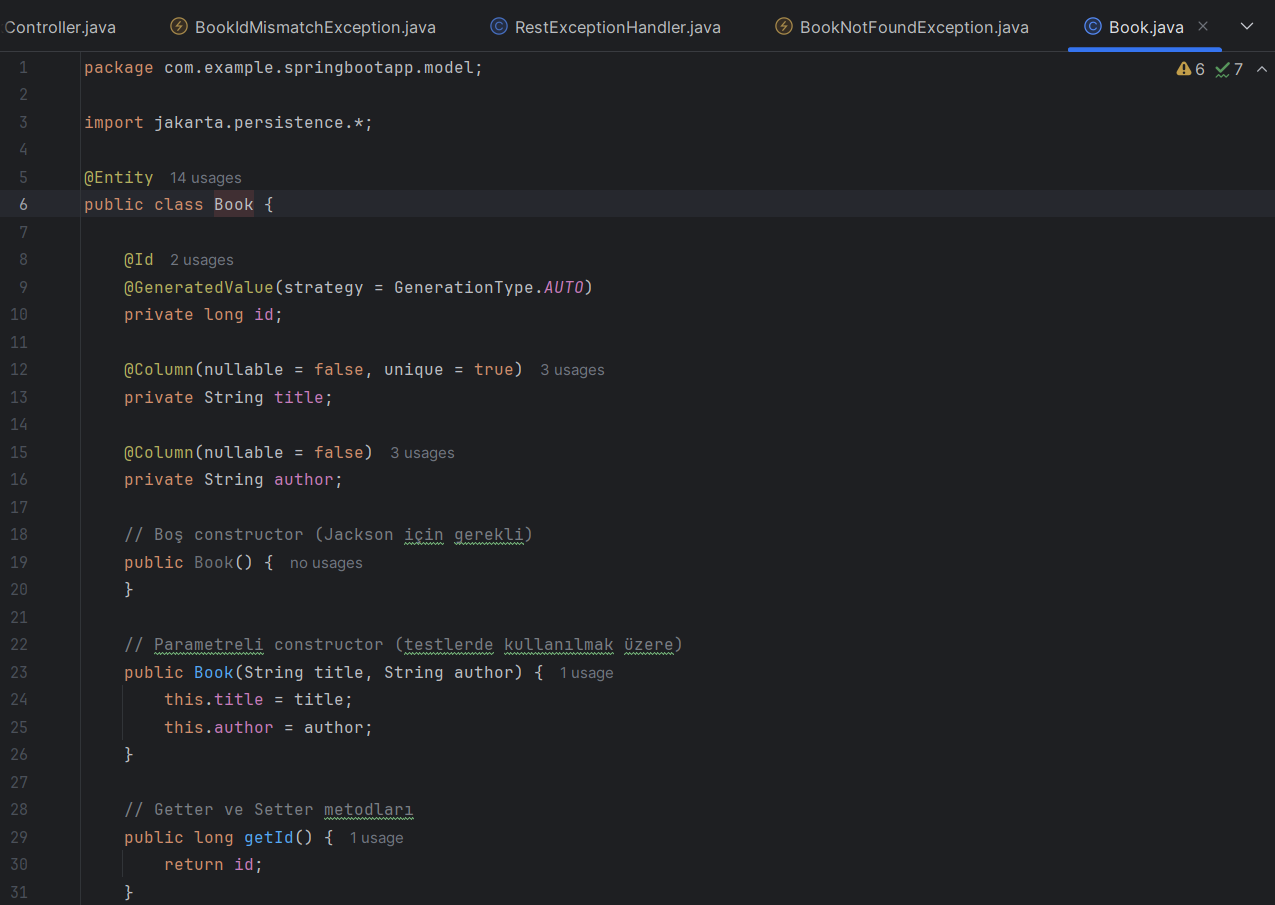 Controller.java BookIdMismatchException.java RestExceptionHandler.java BookNotFoundException.java Book.java
6 7
1 package com.example.springbootapp.model;
2
3 import jakarta.persistence.*;
4
5 @Entity 14 usages
6 public class Book {
7
8 @Id 2 usages
9 @GeneratedValue(strategy = GenerationType.AUTO)
10 private long id;
11
12 @Column(nullable = false, unique = true) 3 usages
13 private String title;
14
15 @Column(nullable = false) 3 usages
16 private String author;
17
18 // Boş constructor (Jackson için gerekli)
19 public Book() { no usages
20 }
21
22 // Parametreli constructor (testlerde kullanılmak üzere)
23 public Book(String title, String author) { 1 usage
24 this.title = title;
25 this.author = author;
26 }
27
28 // Getter ve Setter metodları
29 public long getId() { 1 usage
30 return id;
31 }